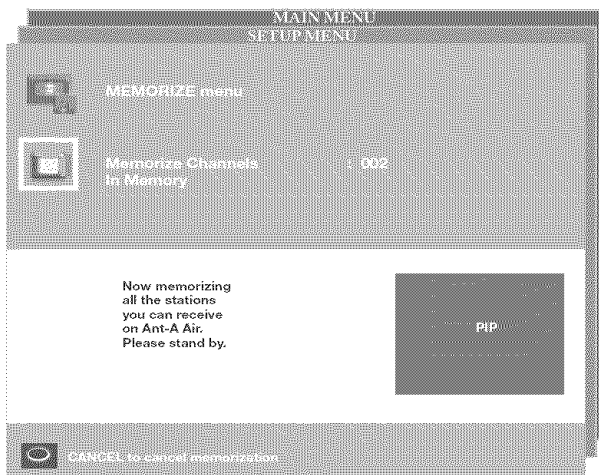 MAIN MENU
SETUP MENU
MEMORIZE menu
Memorize Channels : 002
In Memory
Now memorizing
all the stations
you can receive
on Ant-A Air.
Please stand by.
PIP
CANCEL to cancel memorization